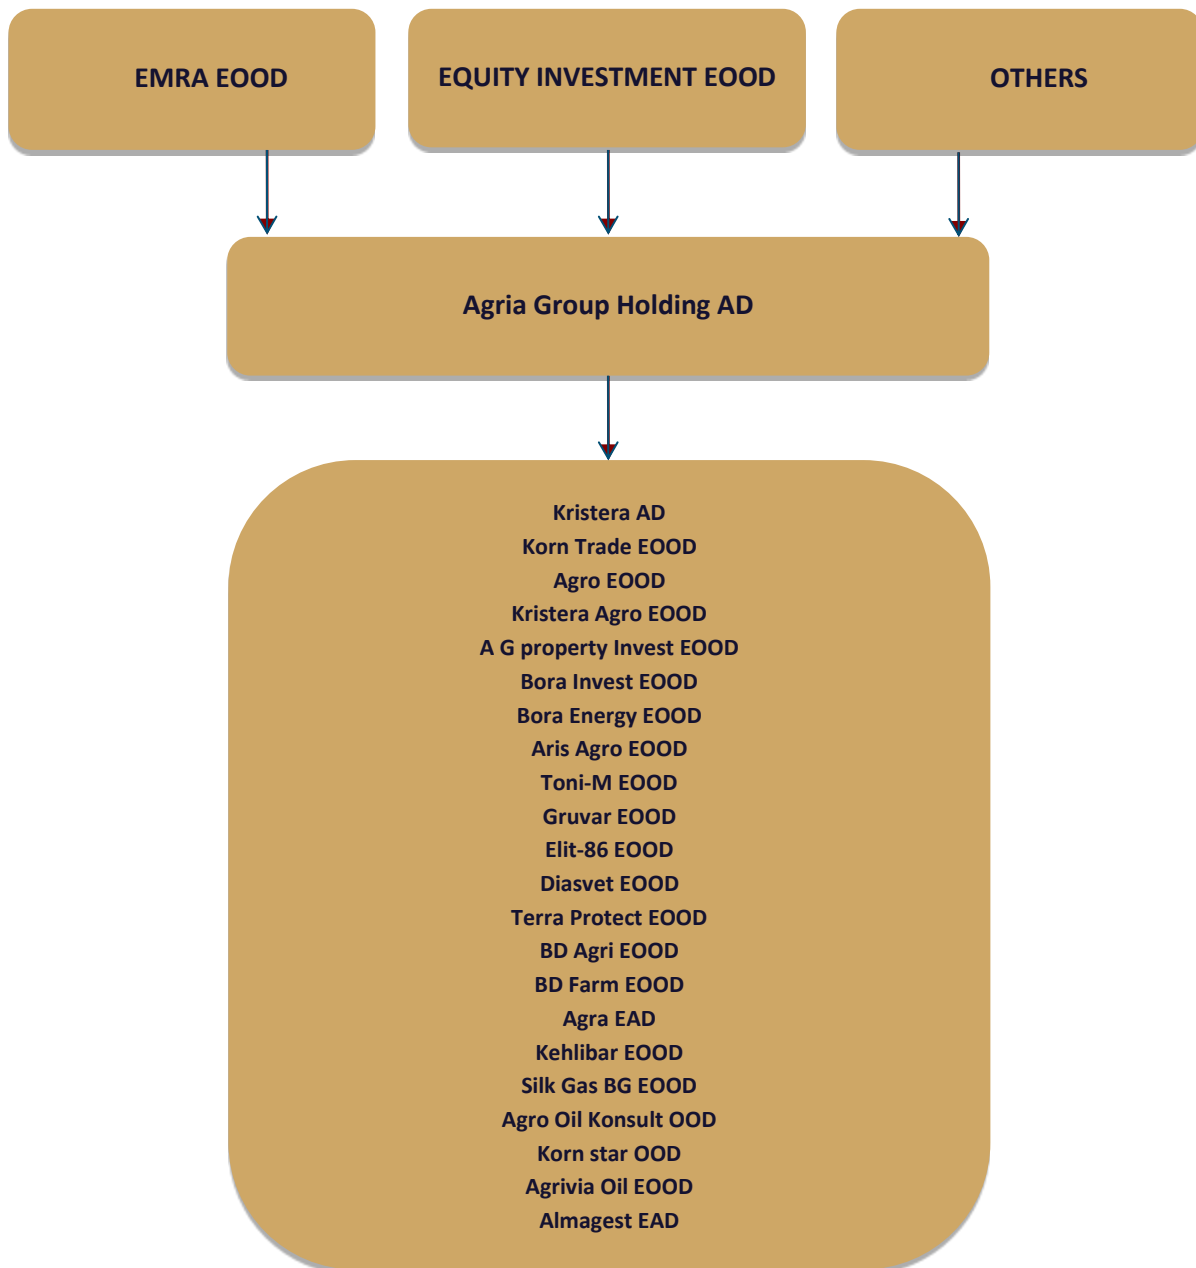 EMRA EOOD
EQUITY INVESTMENT EOOD
OTHERS
Agria Group Holding AD
Kristera AD
Korn Trade EOOD
Agro EOOD
Kristera Agro EOOD
A G property Invest EOOD
Bora Invest EOOD
Bora Energy EOOD
Aris Agro EOOD
Toni-M EOOD
Gruvar EOOD
Elit-86 EOOD
Diasvet EOOD
Terra Protect EOOD
BD Agri EOOD
BD Farm EOOD
Agra EAD
Kehlibar EOOD
Silk Gas BG EOOD
Agro Oil Konsult OOD
Korn star OOD
Agrivia Oil EOOD
Almagest EAD